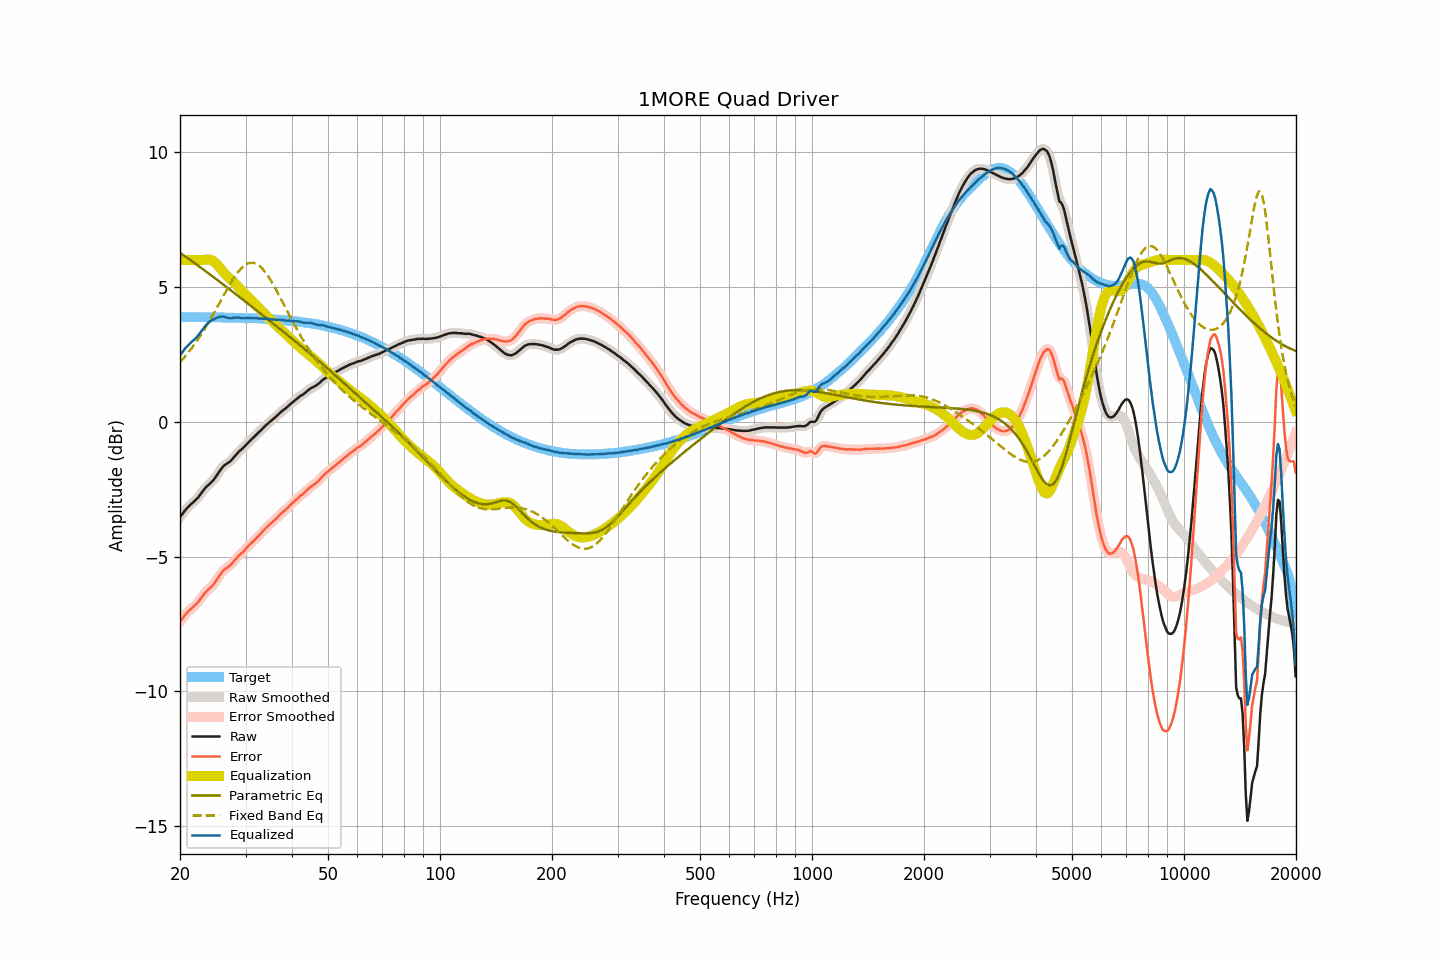 1MORE Quad Driver
Amplitude (dBr)
10
5
0
−5
−10
−15
Target
Raw Smoothed
Error Smoothed
Raw
Error
Equalization
Parametric Eq
Fixed Band Eq
Equalized
20 50 100 200 500 1000 2000 5000 10000 20000
Frequency (Hz)